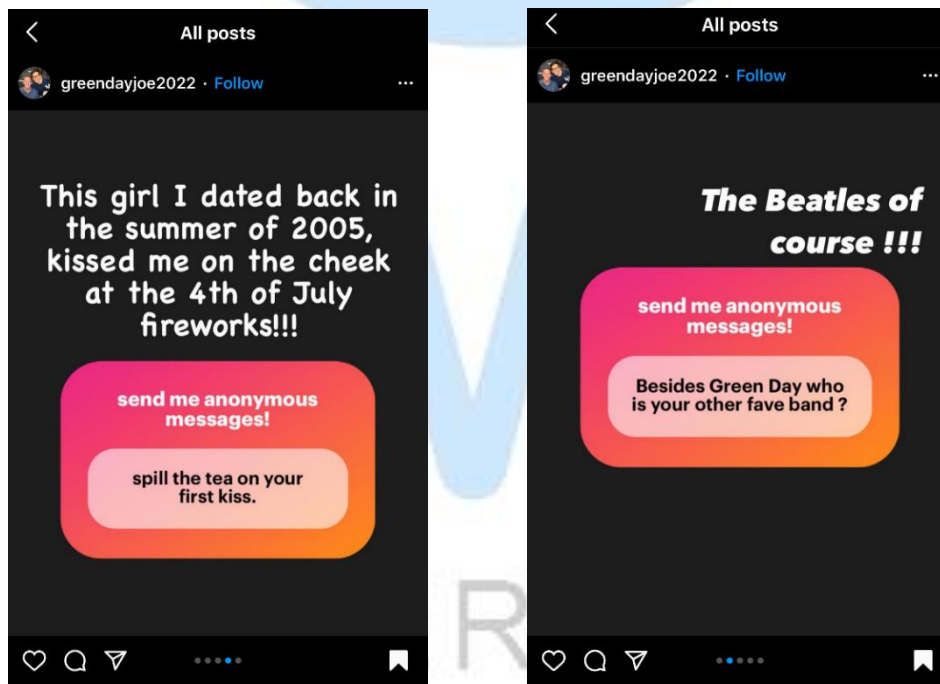 All posts
greendayjoe2022 · Follow
This girl I dated back in
the summer of 2005,
kissed me on the cheek
at the 4th of July
fireworks!!!
send me anonymous
messages!
spill the tea on your
first kiss.
All posts
greendayjoe2022 · Follow
The Beatles of
course !!!
send me anonymous
messages!
Besides Green Day who
is your other fave band ?
R